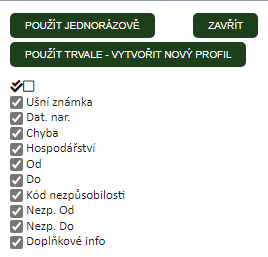 POUŽÍT JEDNORÁZOVĚ ZAVŘÍT
POUŽÍT TRVALE - VYTVOŘIT NOVÝ PROFIL
Ušní známka
Dat. nar.
Chyba
Hospodářství
Od
Do
Kód nezpůsobilosti
Nezp. Od
Nezp. Do
Doplňkové info